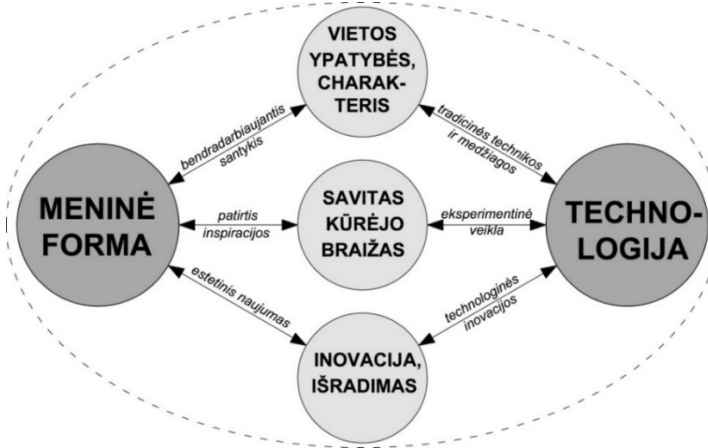 VIETOS
YPATYBĖS,
CHARAK-
TERIS
bendradarbiaujantis
santykis
tradicinės technikos
ir medžiagos
MENINĖ
FORMA
patirtis
inspiracijos
SAVITAS
KŪRĖJO
BRAIŽAS
eksperimentinė
veikla
TECHNO-
LOGIJA
estetinis naujumas
technologinės
inovacijos
INOVACIJA,
IŠRADIMAS